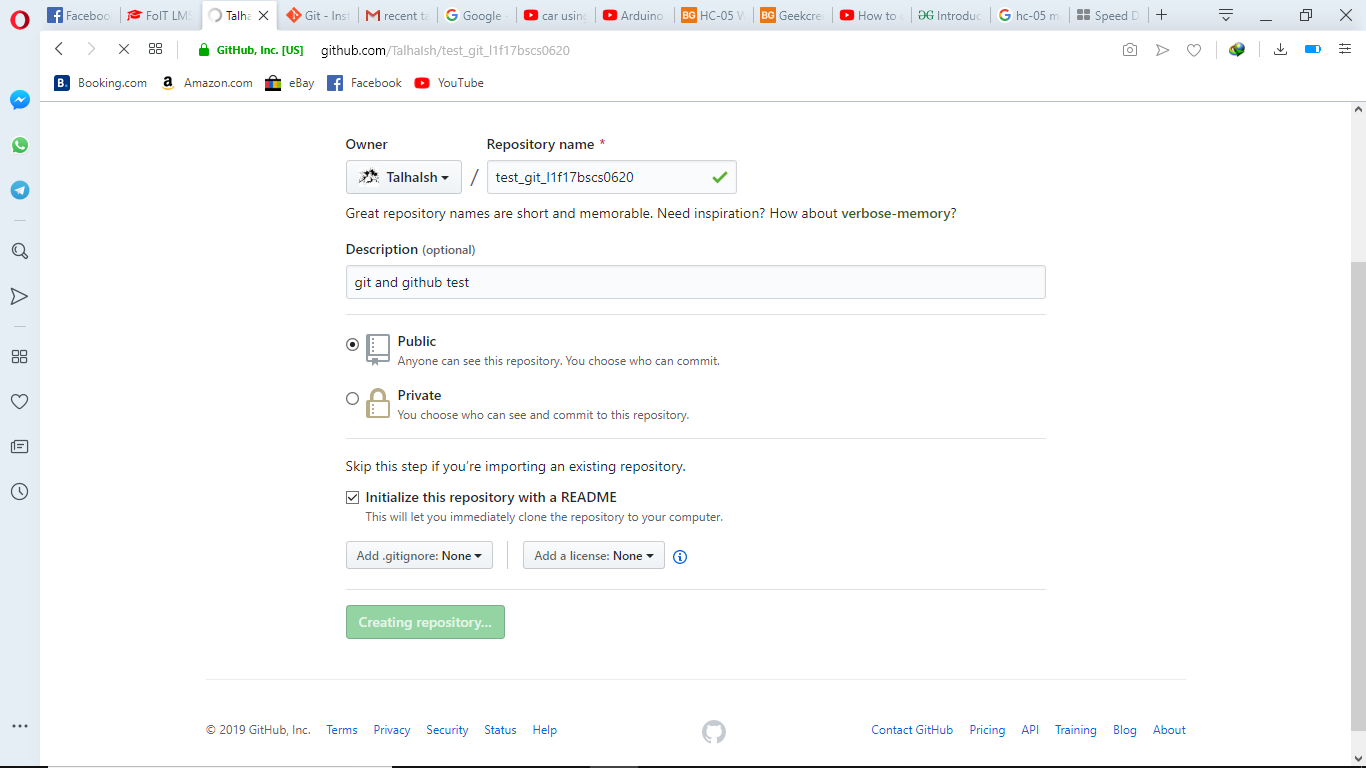 Faceboo
FoIT LMS
Talha
Git - Inst
recent ta
Google
car using
Arduino
BG HC-05 W
BG Geekcre
How to
Introduc
hc-05 m
Speed D
GitHub, Inc. [US]
github.com/Talhalsh/test_git_l1f17bscs0620
B. Booking.com
a Amazon.com
eBay
Facebook
YouTube
Owner
Repository name *
Talhalsh
/
test_git_l1f17bscs0620
Great repository names are short and memorable. Need inspiration? How about verbose-memory?
Description (optional)
git and github test
Public
Anyone can see this repository. You choose who can commit.
Private
You choose who can see and commit to this repository.
Skip this step if you're importing an existing repository.
Initialize this repository with a README
This will let you immediately clone the repository to your computer.
Add .gitignore: None
Add a license: None
Creating repository...
© 2019 GitHub, Inc.
Terms
Privacy
Security
Status
Help
Contact GitHub
Pricing
API
Training
Blog
About